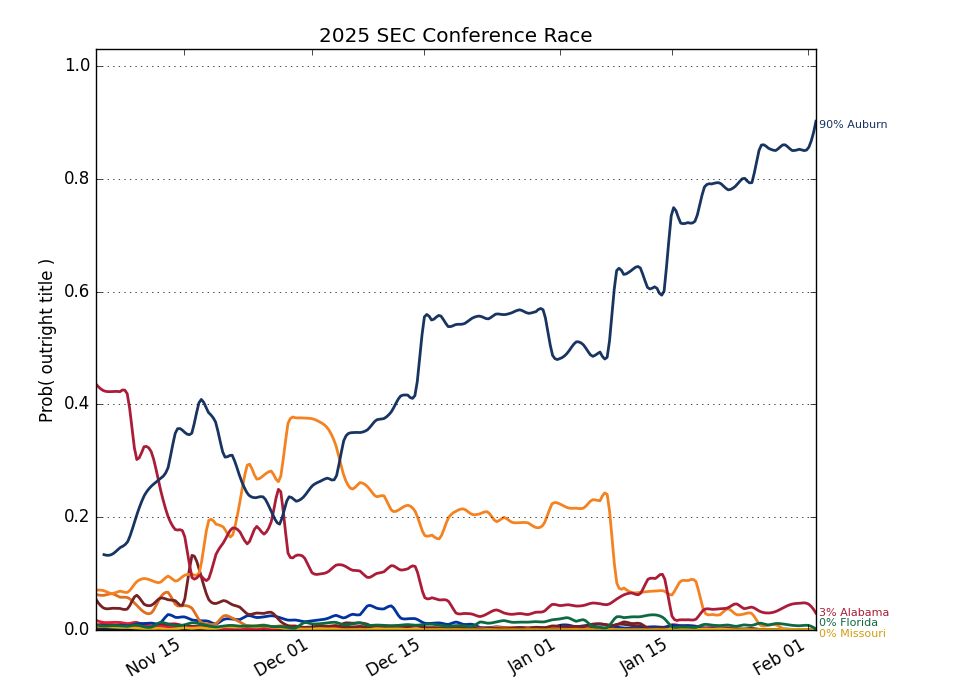 2025 SEC Conference Race
Prob( outright title )
1.0
0.8
0.6
0.4
0.2
0.0
Nov 15
Dec 01
Dec 15
Jan 01
Jan 15
Feb 01
90% Auburn
3% Alabama
0% Florida
0% Missouri